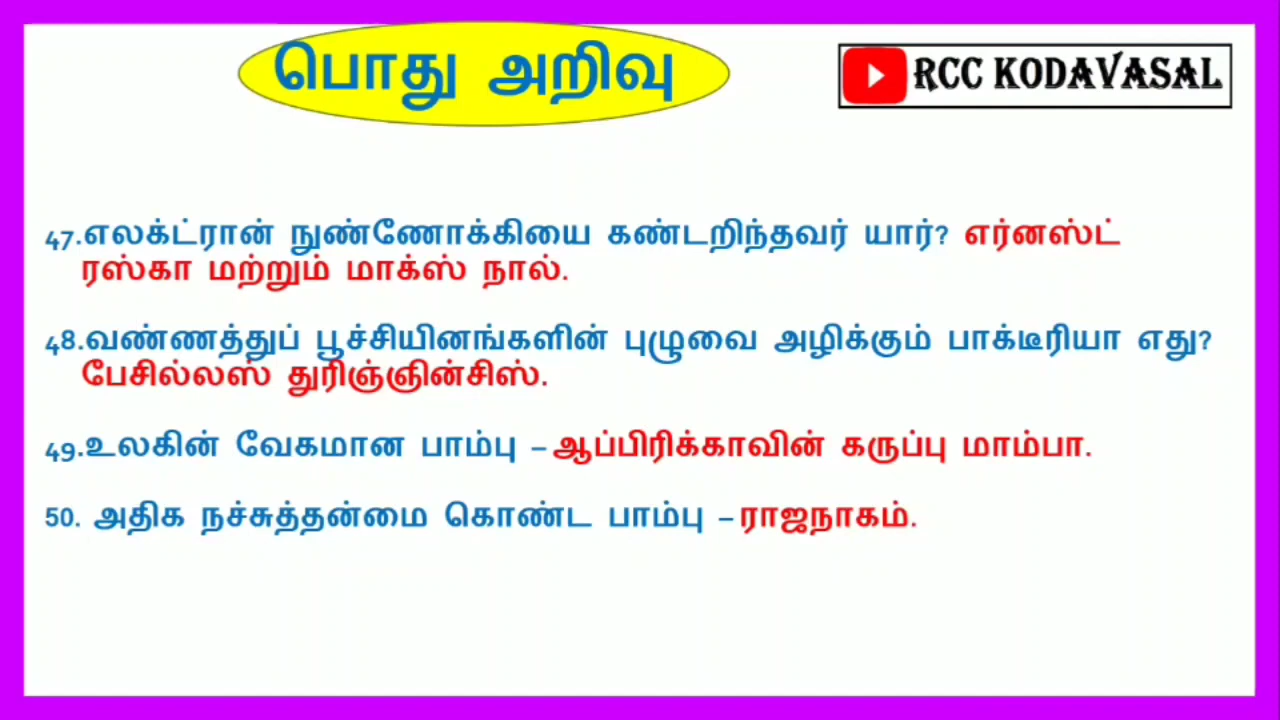 பொது அறிவு
RCC KODAVASAL
47.எலக்ட்ரான் நுண்ணோக்கியை கண்டறிந்தவர் யார்? எர்னஸ்ட்
ரஸ்கா மற்றும் மாக்ஸ் நால்.
48.வண்ணத்துப் பூச்சியினங்களின் புழுவை அழிக்கும் பாக்டீரியா எது?
பேசில்லஸ் துரிஞ்ஞின்சிஸ்.
49.உலகின் வேகமான பாம்பு – ஆப்பிரிக்காவின் கருப்பு மாம்பா.
50. அதிக நச்சுத்தன்மை கொண்ட பாம்பு – ராஜநாகம்.